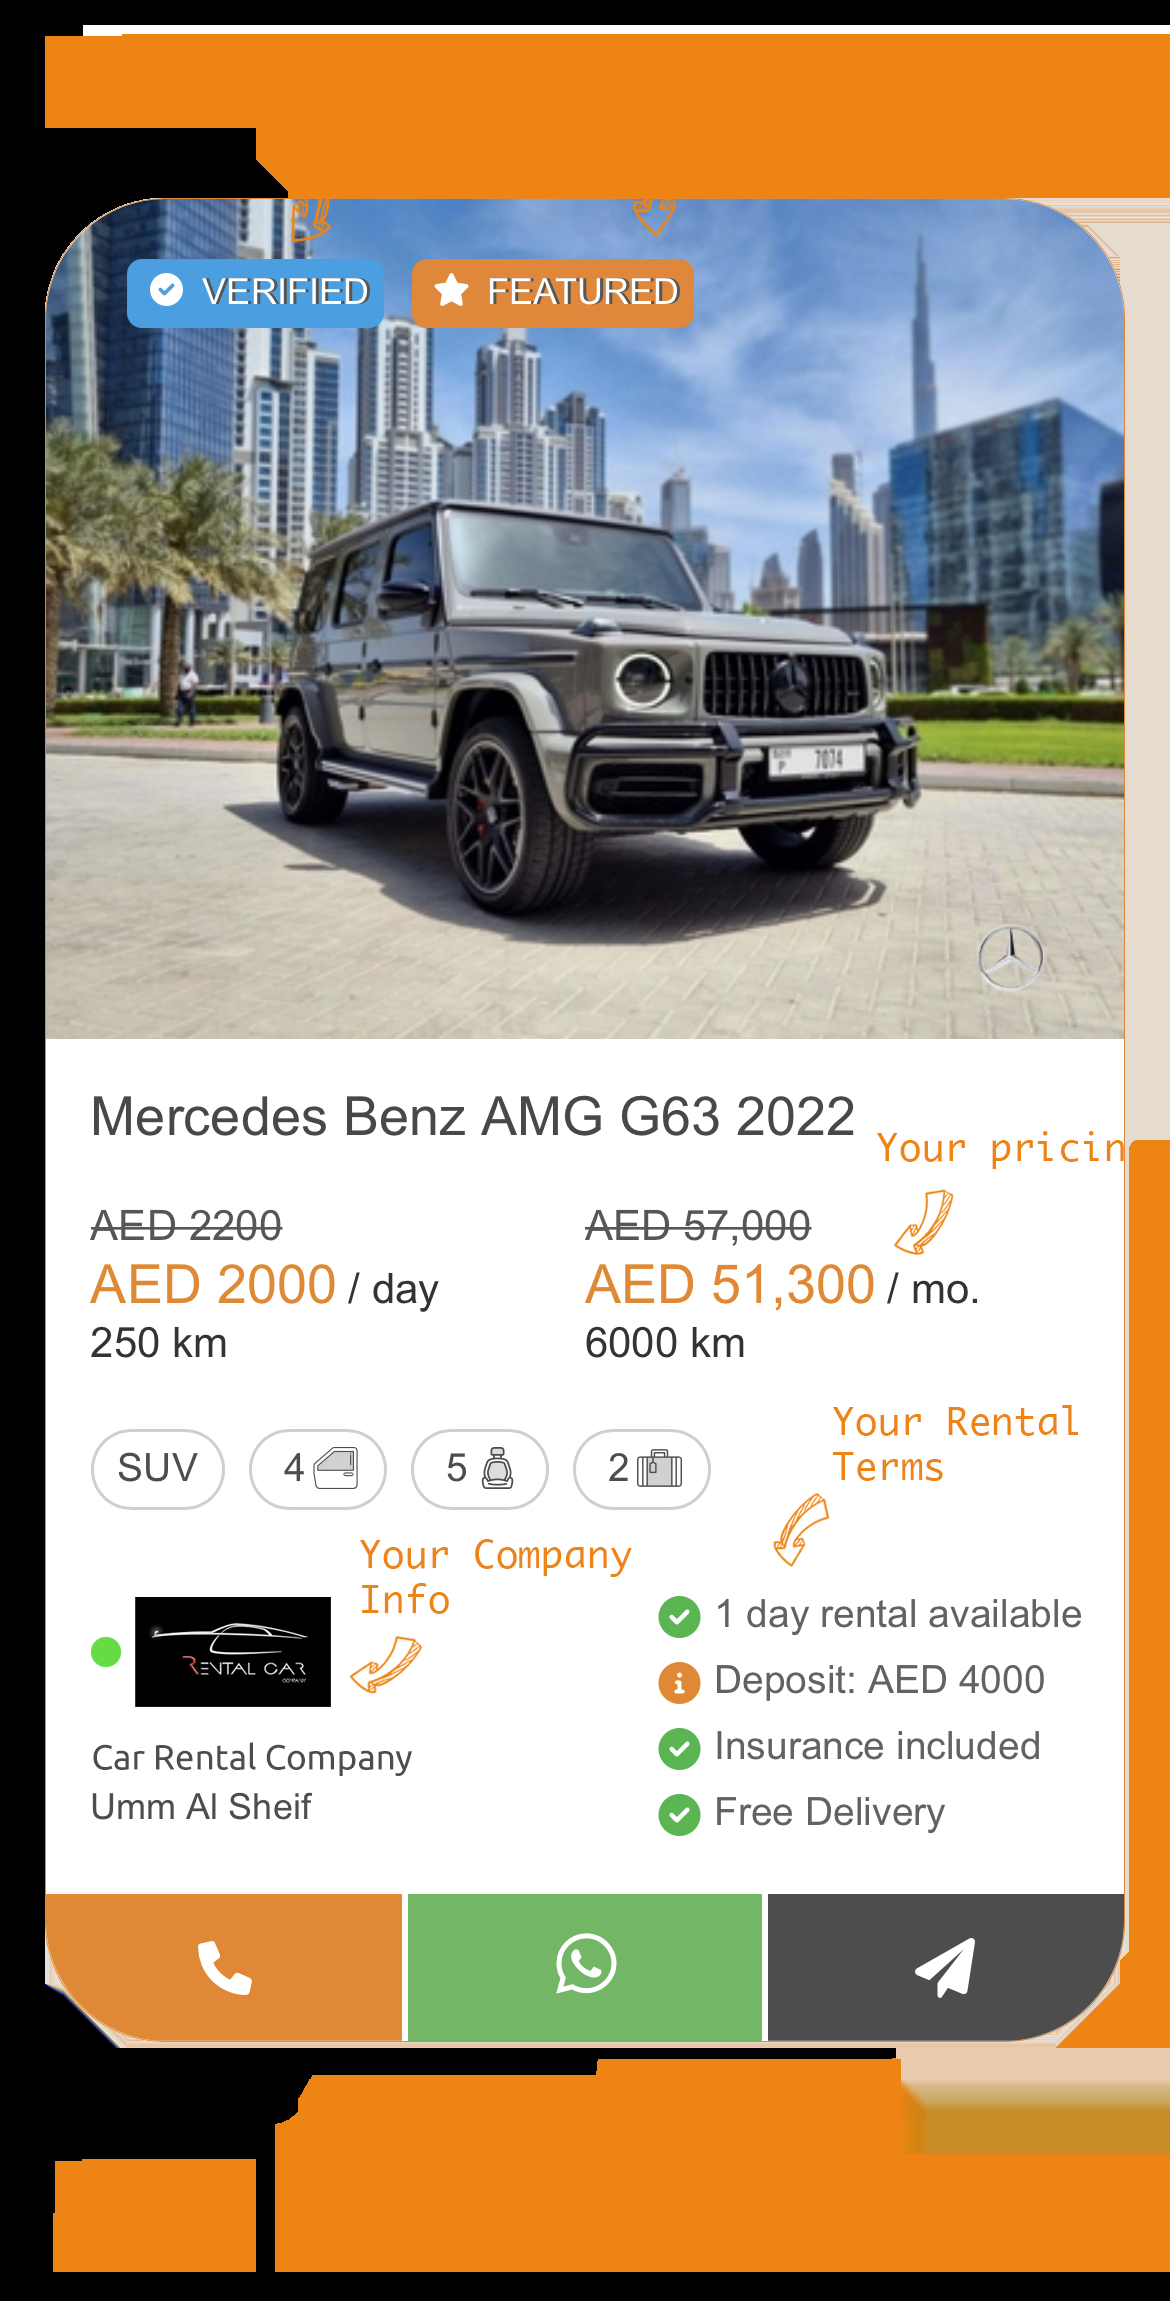 VERIFIED
FEATURED
7074
P
Mercedes Benz AMG G63 2022
Your pricin
AED 2200
AED 57,000
AED 2000 / day
AED 51,300 / mo.
250 km
6000 km
Your Rental
Terms
SUV
4
5
2
Your Company
Info
RENTAL CAR
COMPANY
1 day rental available
Deposit: AED 4000
Insurance included
Free Delivery
Car Rental Company
Umm Al Sheif